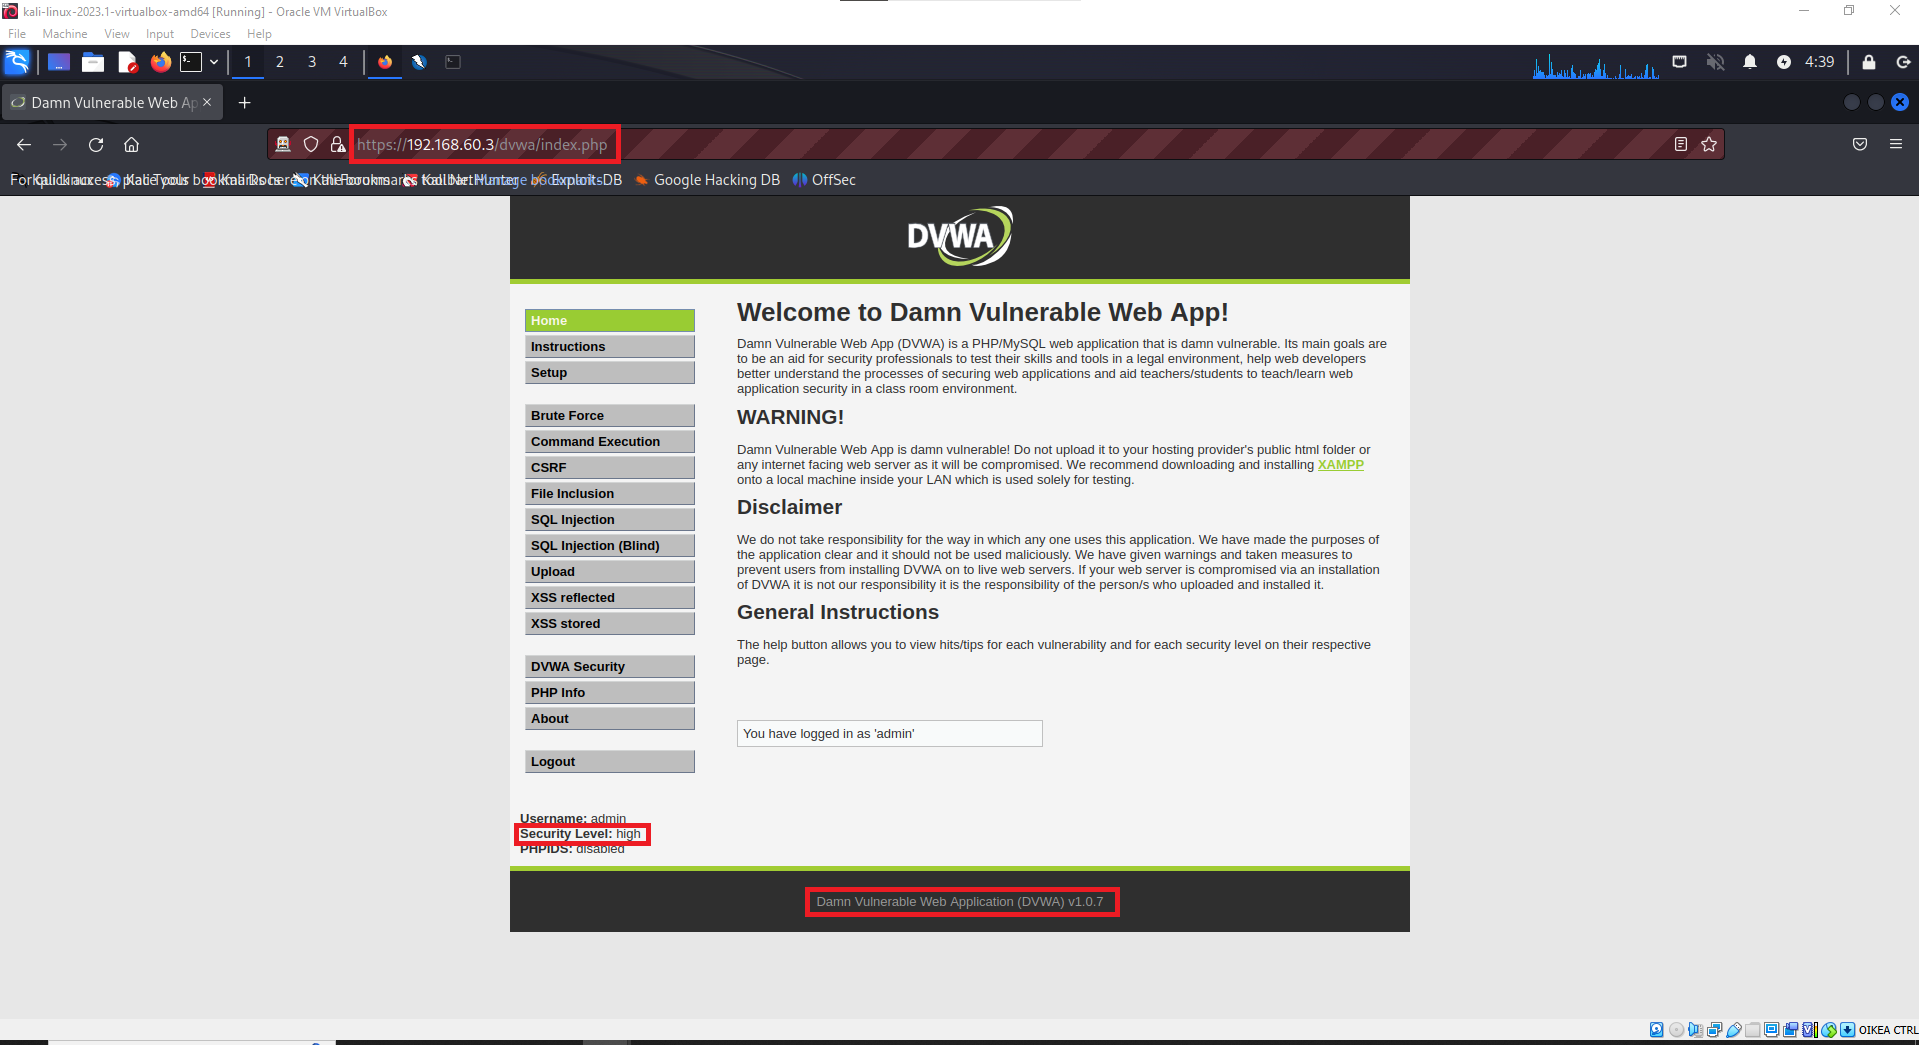 kali-linux-2023.1-virtualbox-amd64 [Running] - Oracle VM VirtualBox
File Machine View Input Devices Help
1 2 3 4 4:39
Damn Vulnerable Web Ap
https://192.168.60.3/dvwa/index.php
Kali Linux Kali Tools Kali Docs Kali Forums Kali NetHunter Exploit-DB Google Hacking DB OffSec
DVWA
Home
Instructions
Setup
Brute Force
Command Execution
CSRF
File Inclusion
SQL Injection
SQL Injection (Blind)
Upload
XSS reflected
XSS stored
DVWA Security
PHP Info
About
Logout
Username: admin
Security Level: high
PHPIDS: disabled
Welcome to Damn Vulnerable Web App!
Damn Vulnerable Web App (DVWA) is a PHP/MySQL web application that is damn vulnerable. Its main goals are
to be an aid for security professionals to test their skills and tools in a legal environment, help web developers
better understand the processes of securing web applications and aid teachers/students to teach/learn web
application security in a class room environment.
WARNING!
Damn Vulnerable Web App is damn vulnerable! Do not upload it to your hosting provider's public html folder or
any internet facing web server as it will be compromised. We recommend downloading and installing XAMPP
onto a local machine inside your LAN which is used solely for testing.
Disclaimer
We do not take responsibility for the way in which any one uses this application. We have made the purposes of
the application clear and it should not be used maliciously. We have given warnings and taken measures to
prevent users from installing DVWA on to live web servers. If your web server is compromised via an installation
of DVWA it is not our responsibility it is the responsibility of the person/s who uploaded and installed it.
General Instructions
The help button allows you to view hits/tips for each vulnerability and for each security level on their respective
page.
You have logged in as 'admin'
Damn Vulnerable Web Application (DVWA) v1.0.7
OIKEA CTRL